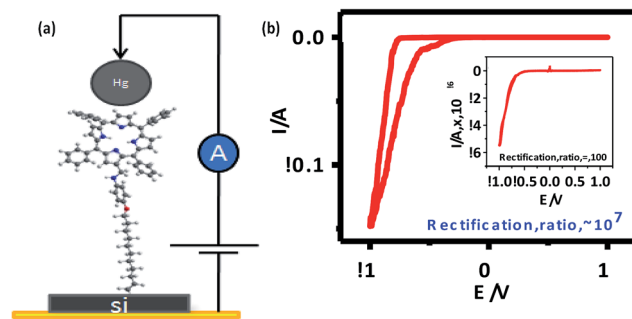 (a)
Hg
A
si
(b)
0.0
!0.1
I/A
!1
0
1
E/V
Rectification,ratio,~10⁷
0
!2
!4
!6
I/A,x,10 !6
!1.0
!0.5
0.0
0.5
1.0
E/V
Rectification,ratio,=,100